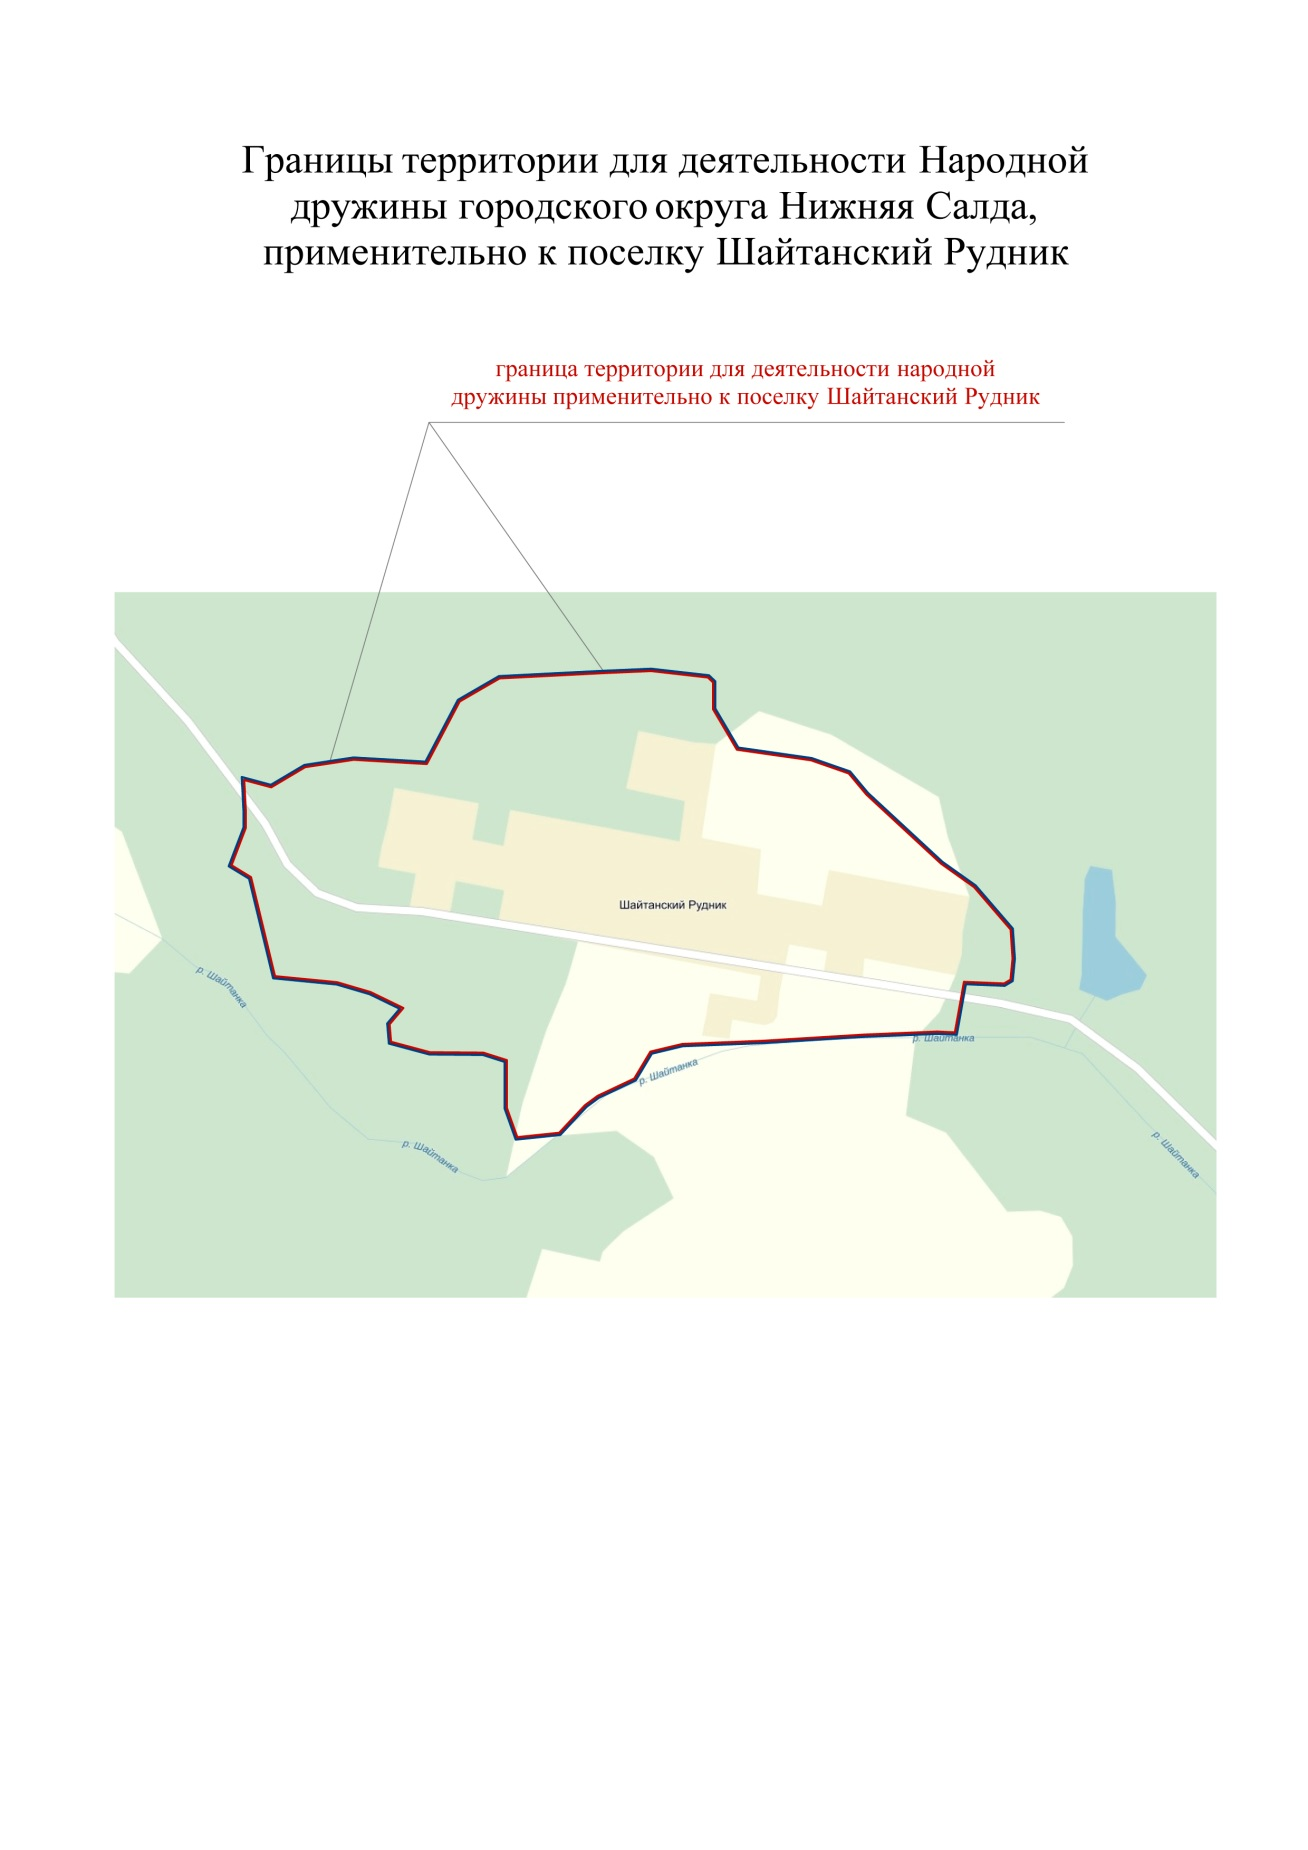 Границы территории для деятельности Народной
дружины городского округа Нижняя Салда,
применительно к поселку Шайтанский Рудник
граница территории для деятельности народной
дружины применительно к поселку Шайтанский Рудник
Шайтанский Рудник
р. Шайтанка
р. Шайтанка
р. Шайтанка
р. Шайтанка
р. Шайтанка